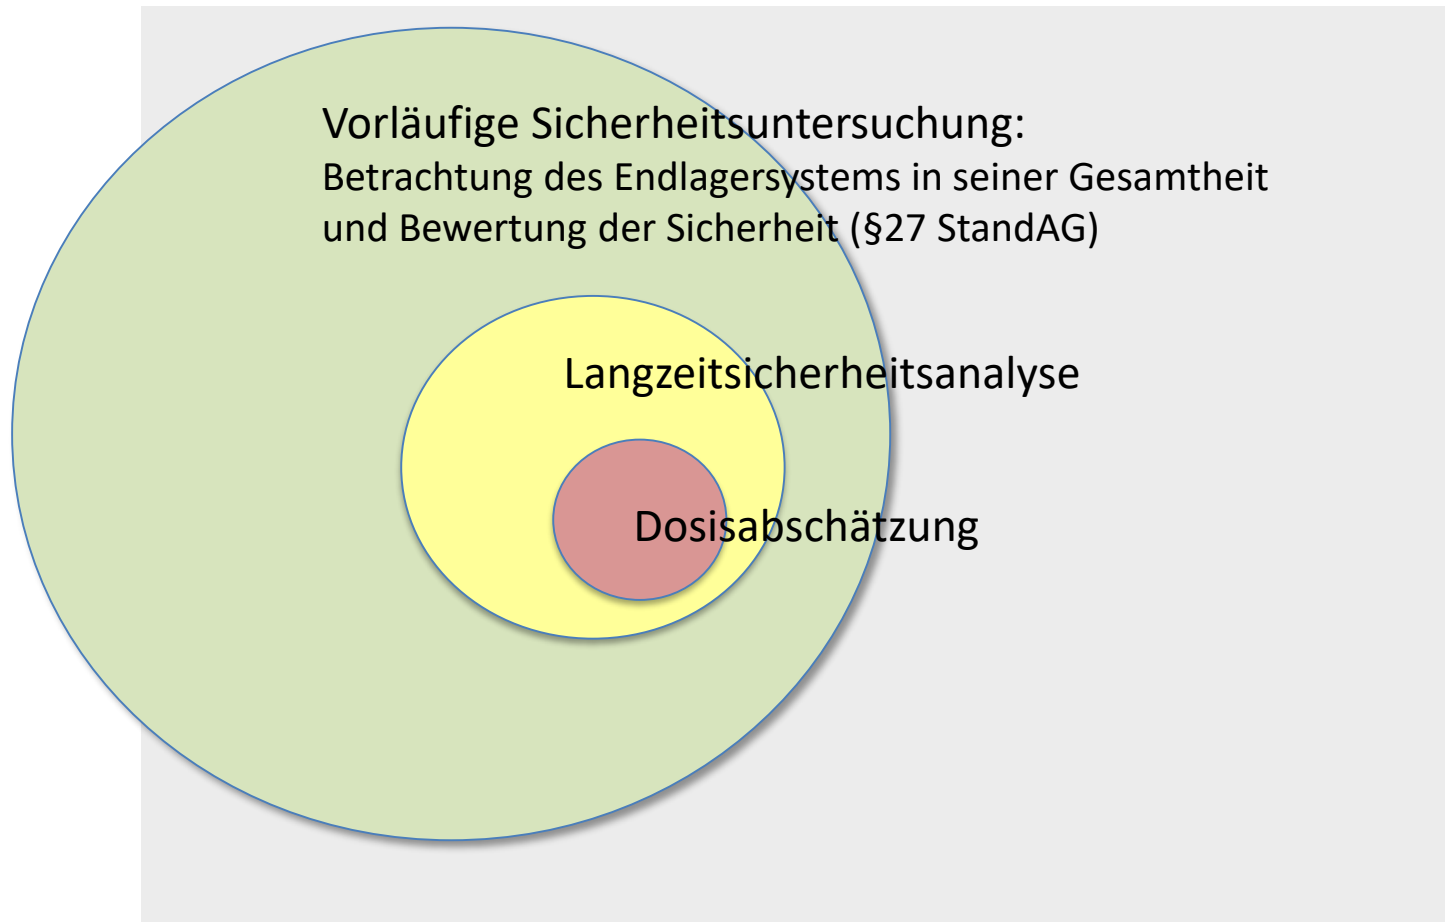 Vorläufige Sicherheitsuntersuchung:
Betrachtung des Endlagersystems in seiner Gesamtheit
und Bewertung der Sicherheit (§27 StandAG)
Langzeitsicherheitsanalyse
Dosisabschätzung